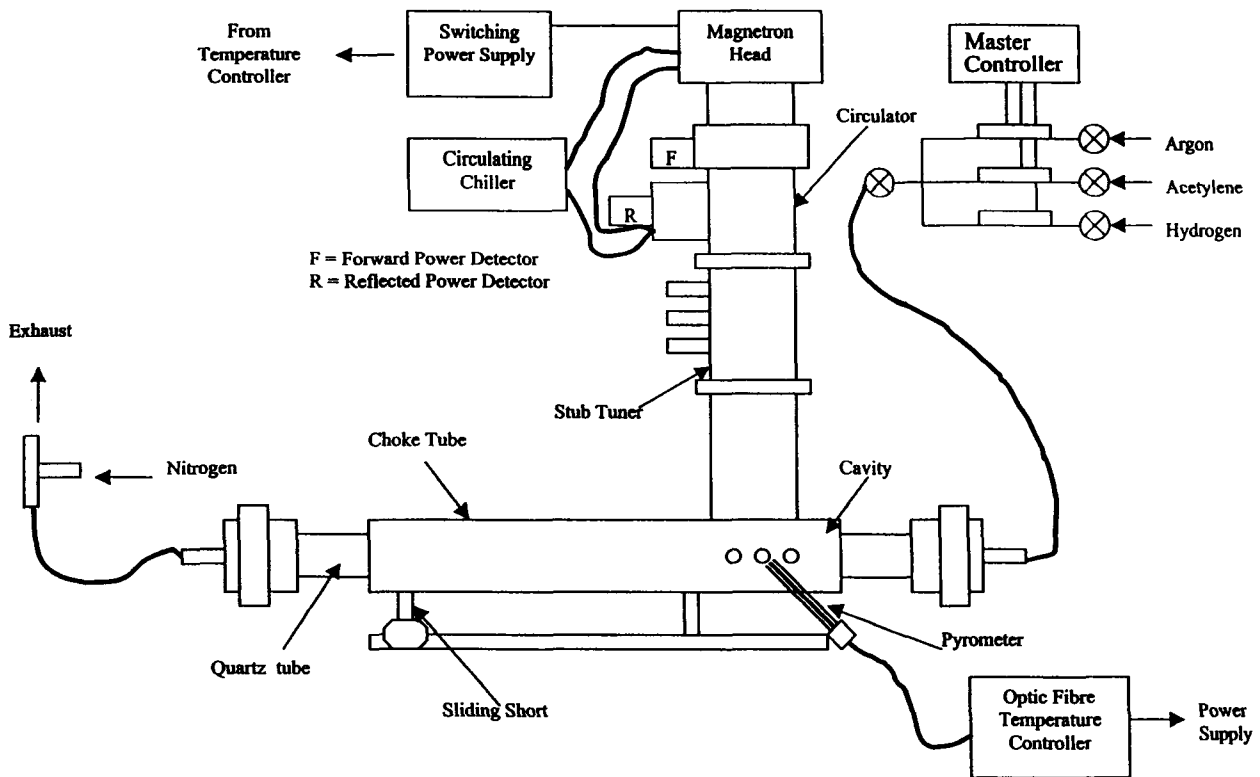 From
Temperature
Controller
Switching
Power Supply
Magnetron
Head
Master
Controller
Circulator
Argon
Acetylene
Hydrogen
Circulating
Chiller
F
R
F = Forward Power Detector
R = Reflected Power Detector
Exhaust
Nitrogen
Stub Tuner
Choke Tube
Cavity
Quartz tube
Sliding Short
Pyrometer
Optic Fibre
Temperature
Controller
Power
Supply